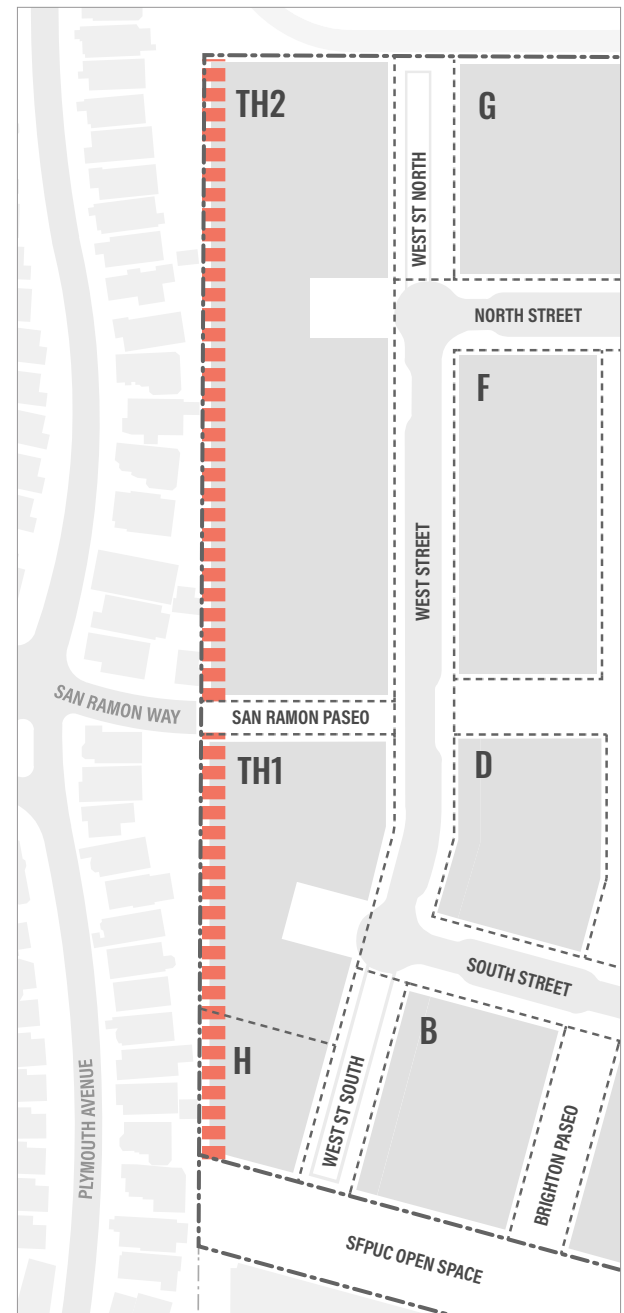 TH2
G
WEST ST NORTH
NORTH STREET
F
WEST STREET
SAN RAMON WAY
SAN RAMON PASEO
TH1
D
SOUTH STREET
B
H
WEST ST SOUTH
PLYMOUTH AVENUE
BRIGHTON PASEO
SFPUC OPEN SPACE